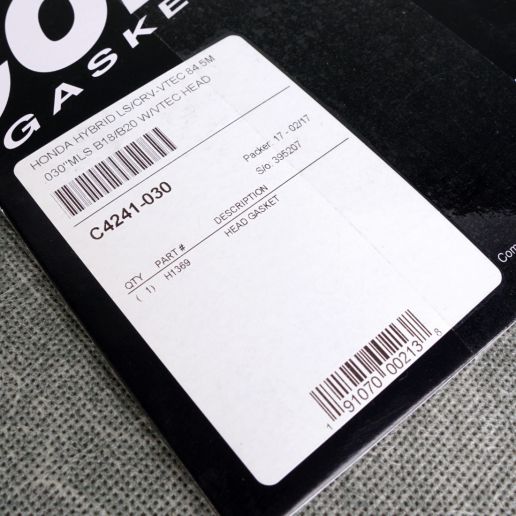 GASKE
HONDA HYBRID LS/CRV-VTEC 84.5M
030"MLS B18/B20 W/VTEC HEAD
C4241-030
Packer: 17 - 02/17
S/o: 395207
QTY PART # DESCRIPTION
( 1) H1369 HEAD GASKET
1 91070 00213 8
Com